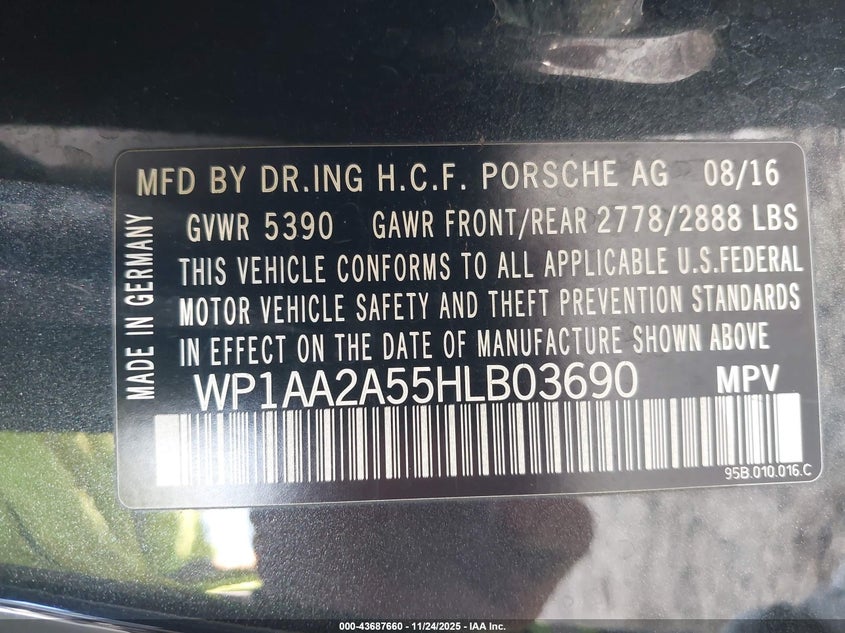 MFD BY DR.ING H.C.F. PORSCHE AG 08/16
MADE IN GERMANY
GVWR 5390 GAWR FRONT/REAR 2778/2888 LBS
THIS VEHICLE CONFORMS TO ALL APPLICABLE U.S.FEDERAL
MOTOR VEHICLE SAFETY AND THEFT PREVENTION STANDARDS
IN EFFECT ON THE DATE OF MANUFACTURE SHOWN ABOVE
WP1AA2A55HLB03690 MPV
95B.010.016.C
000-43687660 - 11/24/2025 - IAA Inc.